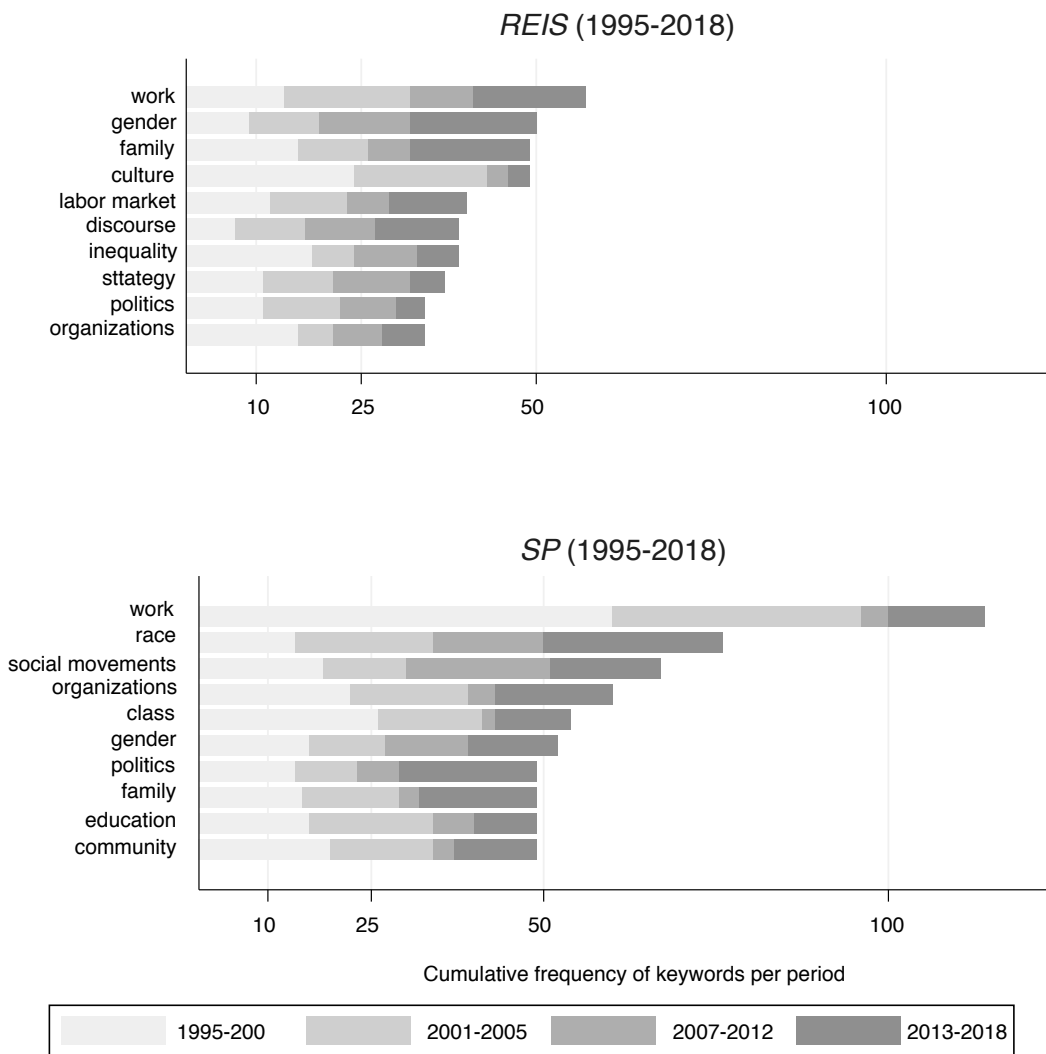 REIS (1995-2018)
work
gender
family
culture
labor market
discourse
inequality
sttategy
politics
organizations
10 25 50 100
SP (1995-2018)
work
race
social movements
organizations
class
gender
politics
family
education
community
10 25 50 100
Cumulative frequency of keywords per period
1995-200 2001-2005 2007-2012 2013-2018